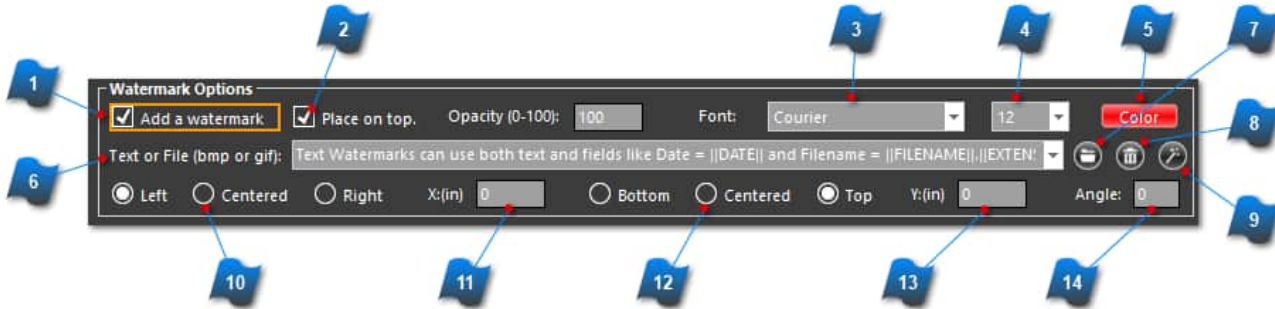 2 3 4 5 7
1 Watermark Options
Add a watermark Place on top. Opacity (0-100): 100 Font: Courier 12 Color
8
Text or File (bmp or gif): Text Watermarks can use both text and fields like Date = ||DATE|| and Filename = ||FILENAME||.||EXTENS
6
Left Centered Right X:(in) 0 Bottom Centered Top Y:(in) 0 Angle: 0
9
10 11 12 13 14